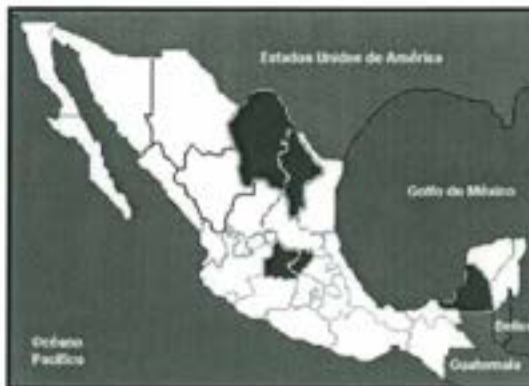 Estados Unidos de América
Golfo de México
Belice
Océano
Pacífico
Guatemala